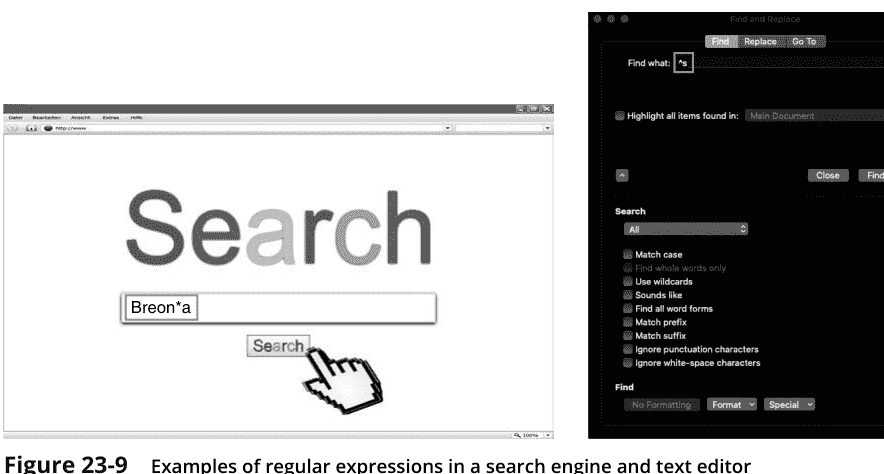 Find and Replace
Find Replace Go To
Find what: ^s
Highlight all items found in: Main Document
Close Find
Search
All
Match case
Find whole words only
Use wildcards
Sounds like
Find all word forms
Match prefix
Match suffix
Ignore punctuation characters
Ignore white-space characters
Find
No Formatting Format Special
Datei Bearbeiten Ansicht Extras Hilfe
http://www
Search
Breon*a
Search
100%
Figure 23-9 Examples of regular expressions in a search engine and text editor